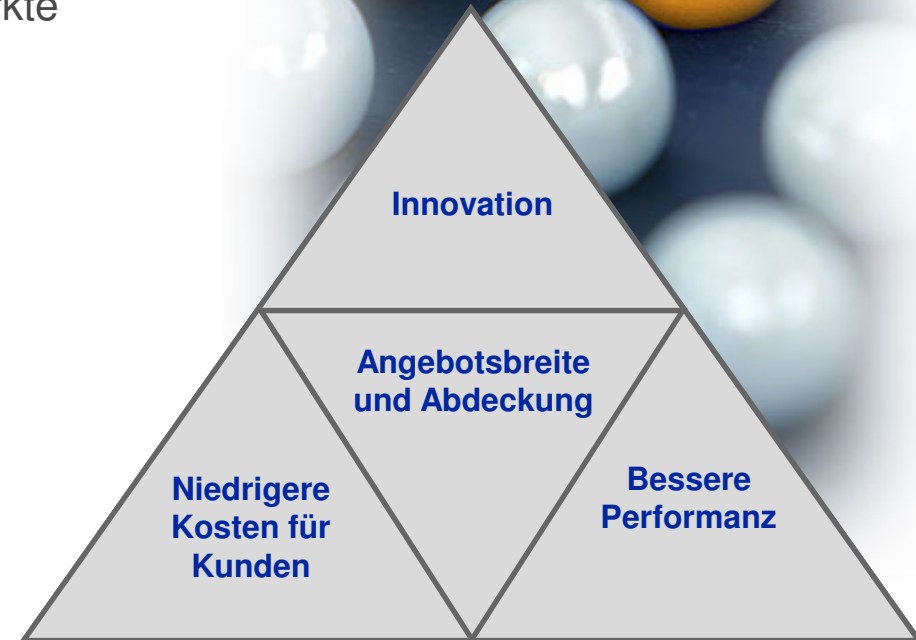 Innovation
Angebotsbreite
und Abdeckung
Niedrigere
Kosten für
Kunden
Bessere
Performanz